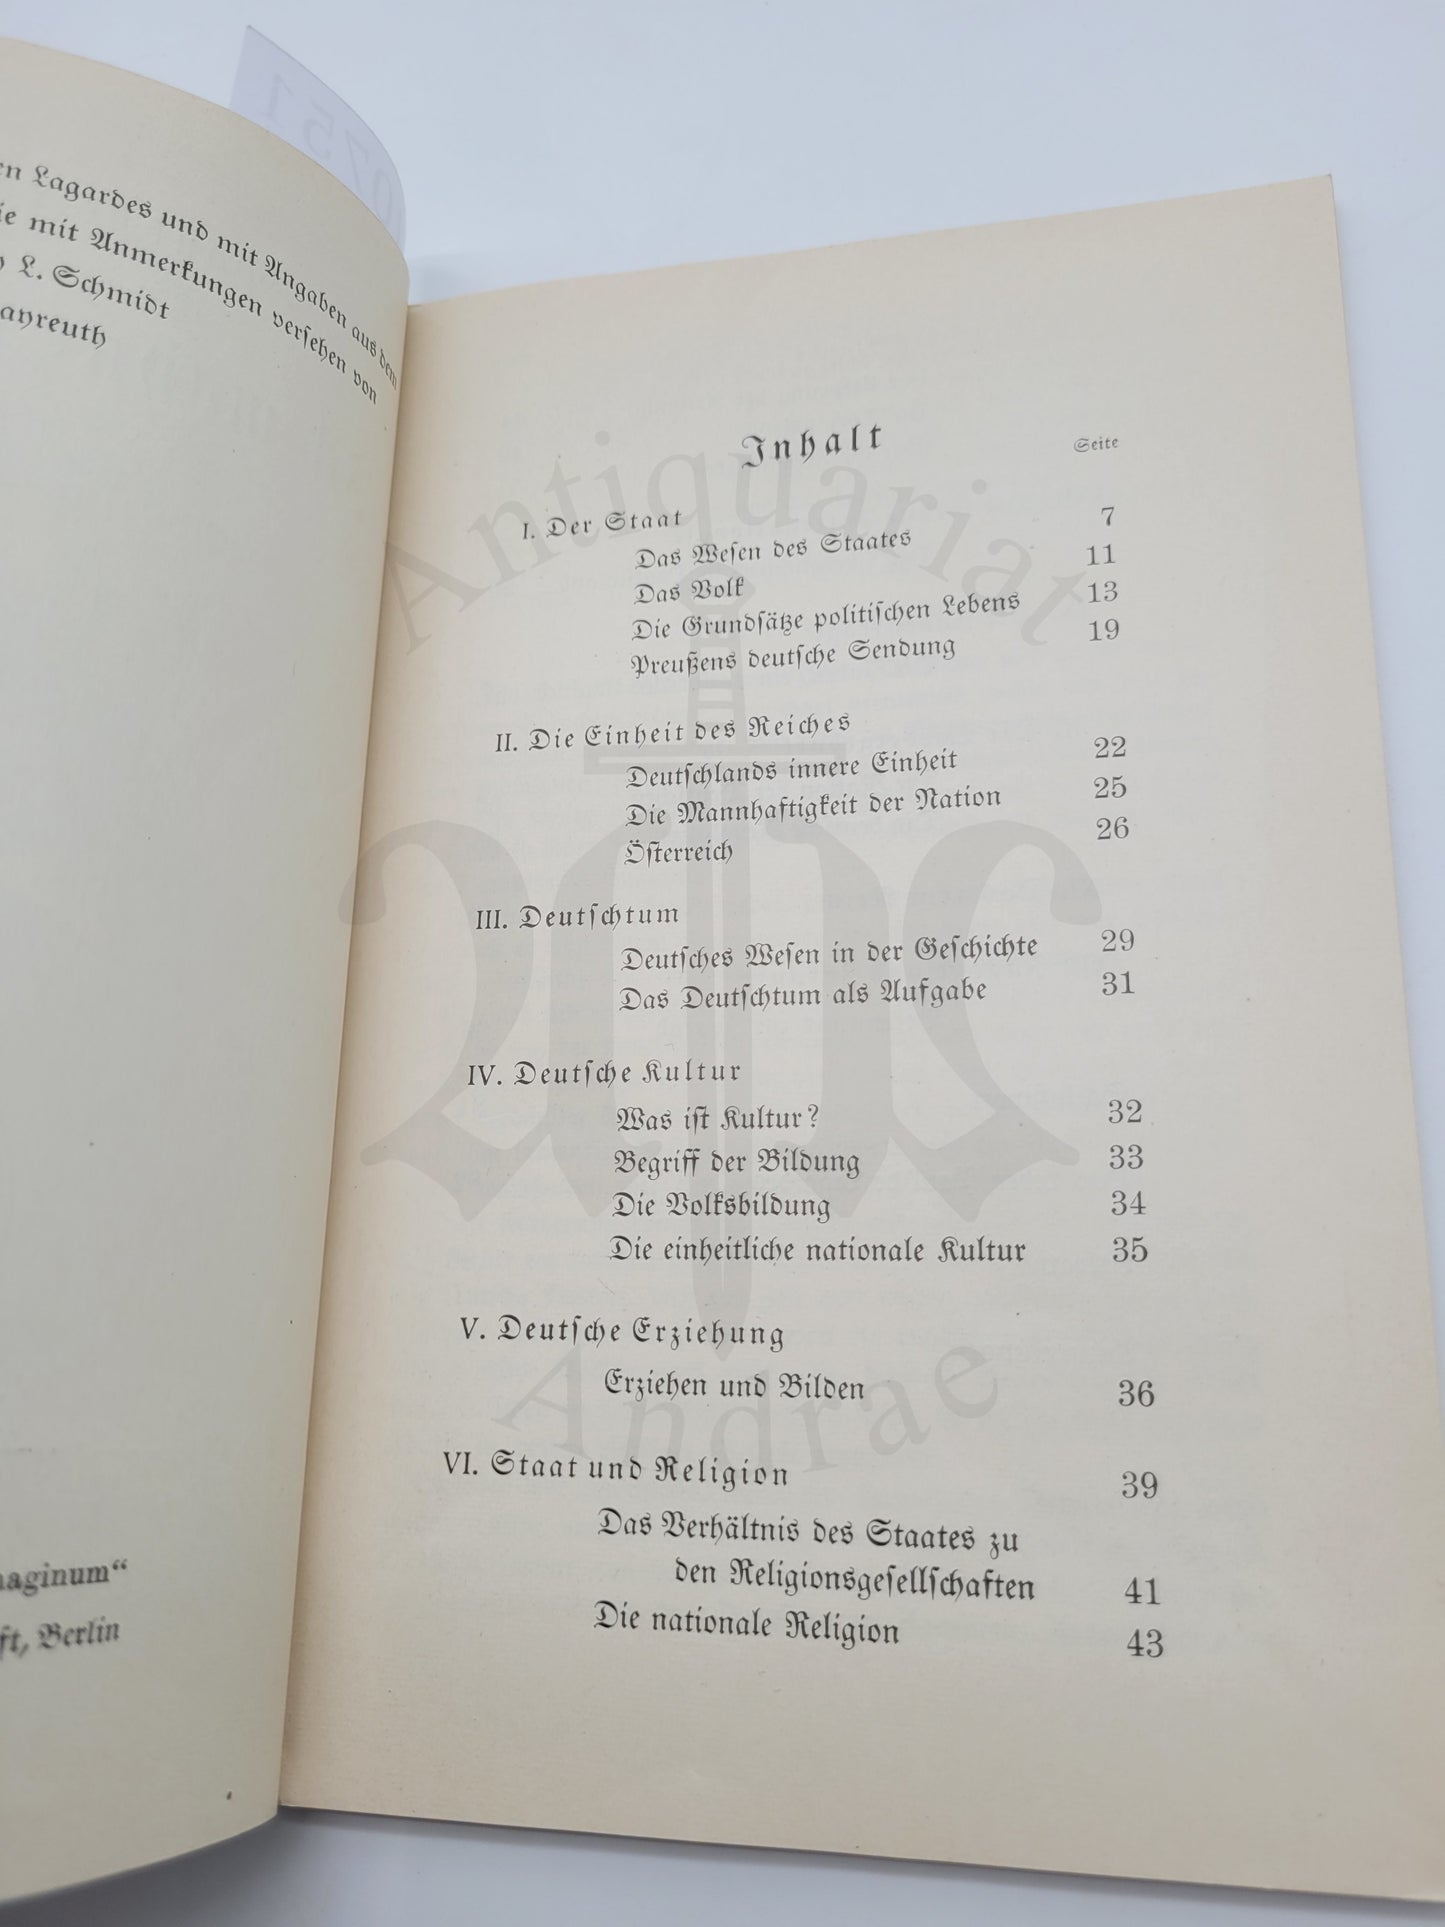 Lagardes und mit Angaben aus dem
mit Anmerkungen versehen von
L. Schmidt
0751
Inhalt
Seite
I. Der Staat
Das Wesen des Staates 7
Das Volk 11
Die Grundsätze politischen Lebens 13
Preußens deutsche Sendung 19
II. Die Einheit des Reiches
Deutschlands innere Einheit 22
Die Mannhaftigkeit der Nation 25
Österreich 26
III. Deutschtum
Deutsches Wesen in der Geschichte 29
Das Deutschtum als Aufgabe 31
IV. Deutsche Kultur
Was ist Kultur? 32
Begriff der Bildung 33
Die Volksbildung 34
Die einheitliche nationale Kultur 35
V. Deutsche Erziehung
Erziehen und Bilden 36
VI. Staat und Religion 39
Das Verhältnis des Staates zu
den Religionsgesellschaften 41
Die nationale Religion 43
Berlin
Antiquariat
Andrae